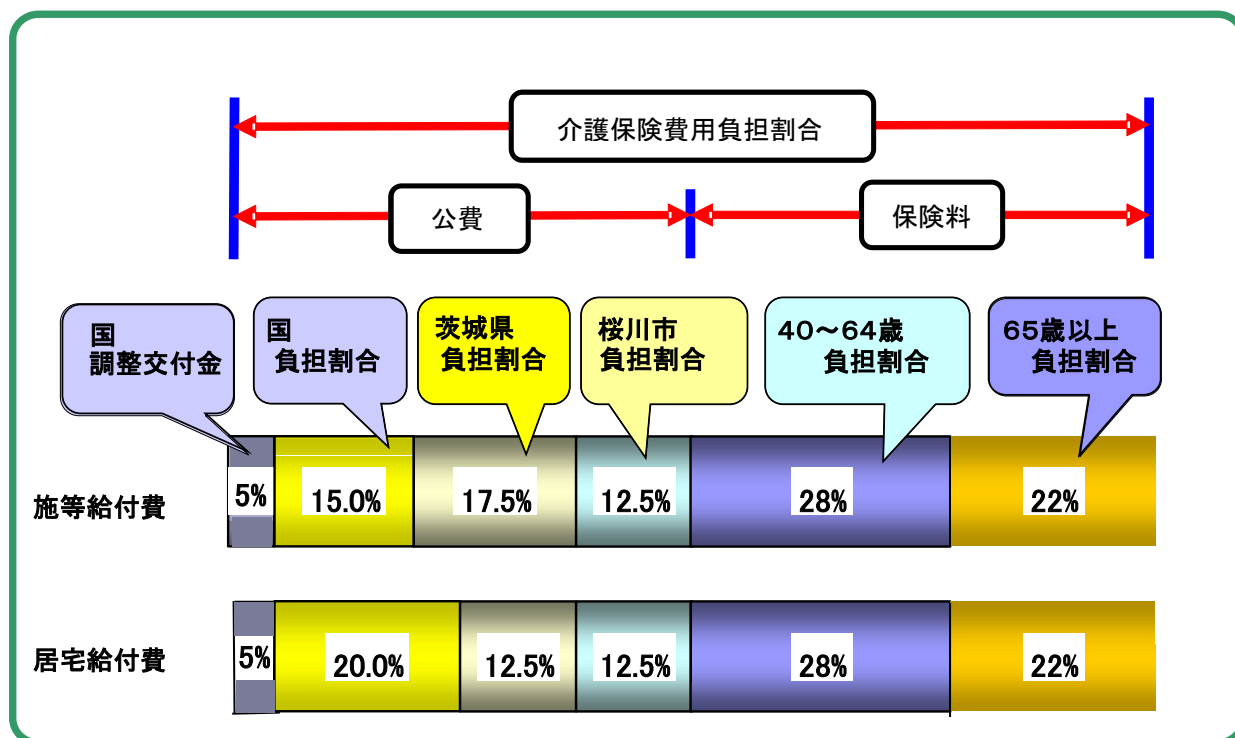 介護保険費用負担割合
公費
保険料
国
調整交付金
国
負担割合
茨城県
負担割合
桜川市
負担割合
40～64歳
負担割合
65歳以上
負担割合
施等給付費
5%
15.0%
17.5%
12.5%
28%
22%
居宅給付費
5%
20.0%
12.5%
12.5%
28%
22%